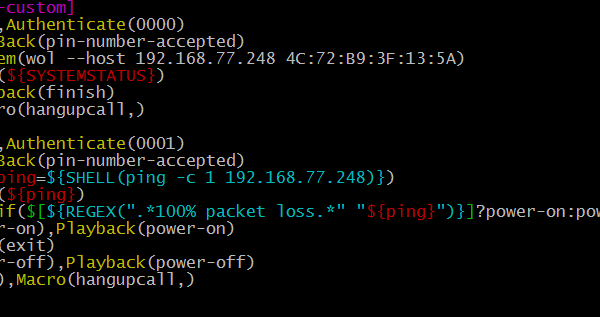 -custom]
,Authenticate(0000)
Back(pin-number-accepted)
em(wol --host 192.168.77.248 4C:72:B9:3F:13:5A)
(${SYSTEMSTATUS})
back(finish)
ro(hangupcall,)
,Authenticate(0001)
Back(pin-number-accepted)
ping=${SHELL(ping -c 1 192.168.77.248)})
(${ping})
if($[${REGEX(".*100% packet loss.*" "${ping}")}]?power-on:pow
r-on),Playback(power-on)
(exit)
r-off),Playback(power-off)
),Macro(hangupcall,)